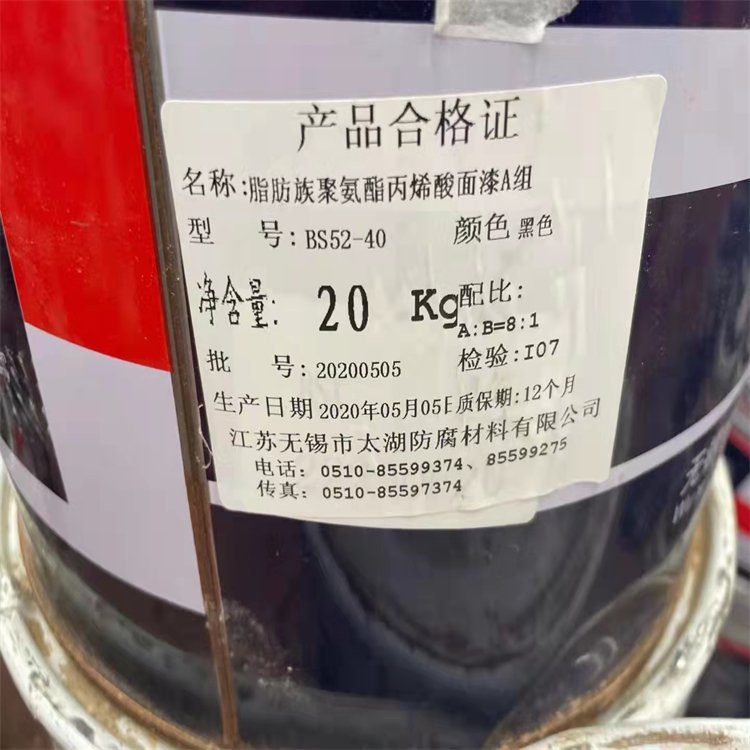 产品合格证
名称:脂肪族聚氨酯丙烯酸面漆A组
型 号:BS52-40 颜色 黑色
净含量: 20 Kg 配比:
A:B=8:1
批 号:20200505 检验:I07
生产日期 2020年05月05日 质保期:12个月
江苏无锡市太湖防腐材料有限公司
电话: 0510-85599374、85599275
传真: 0510-85597374